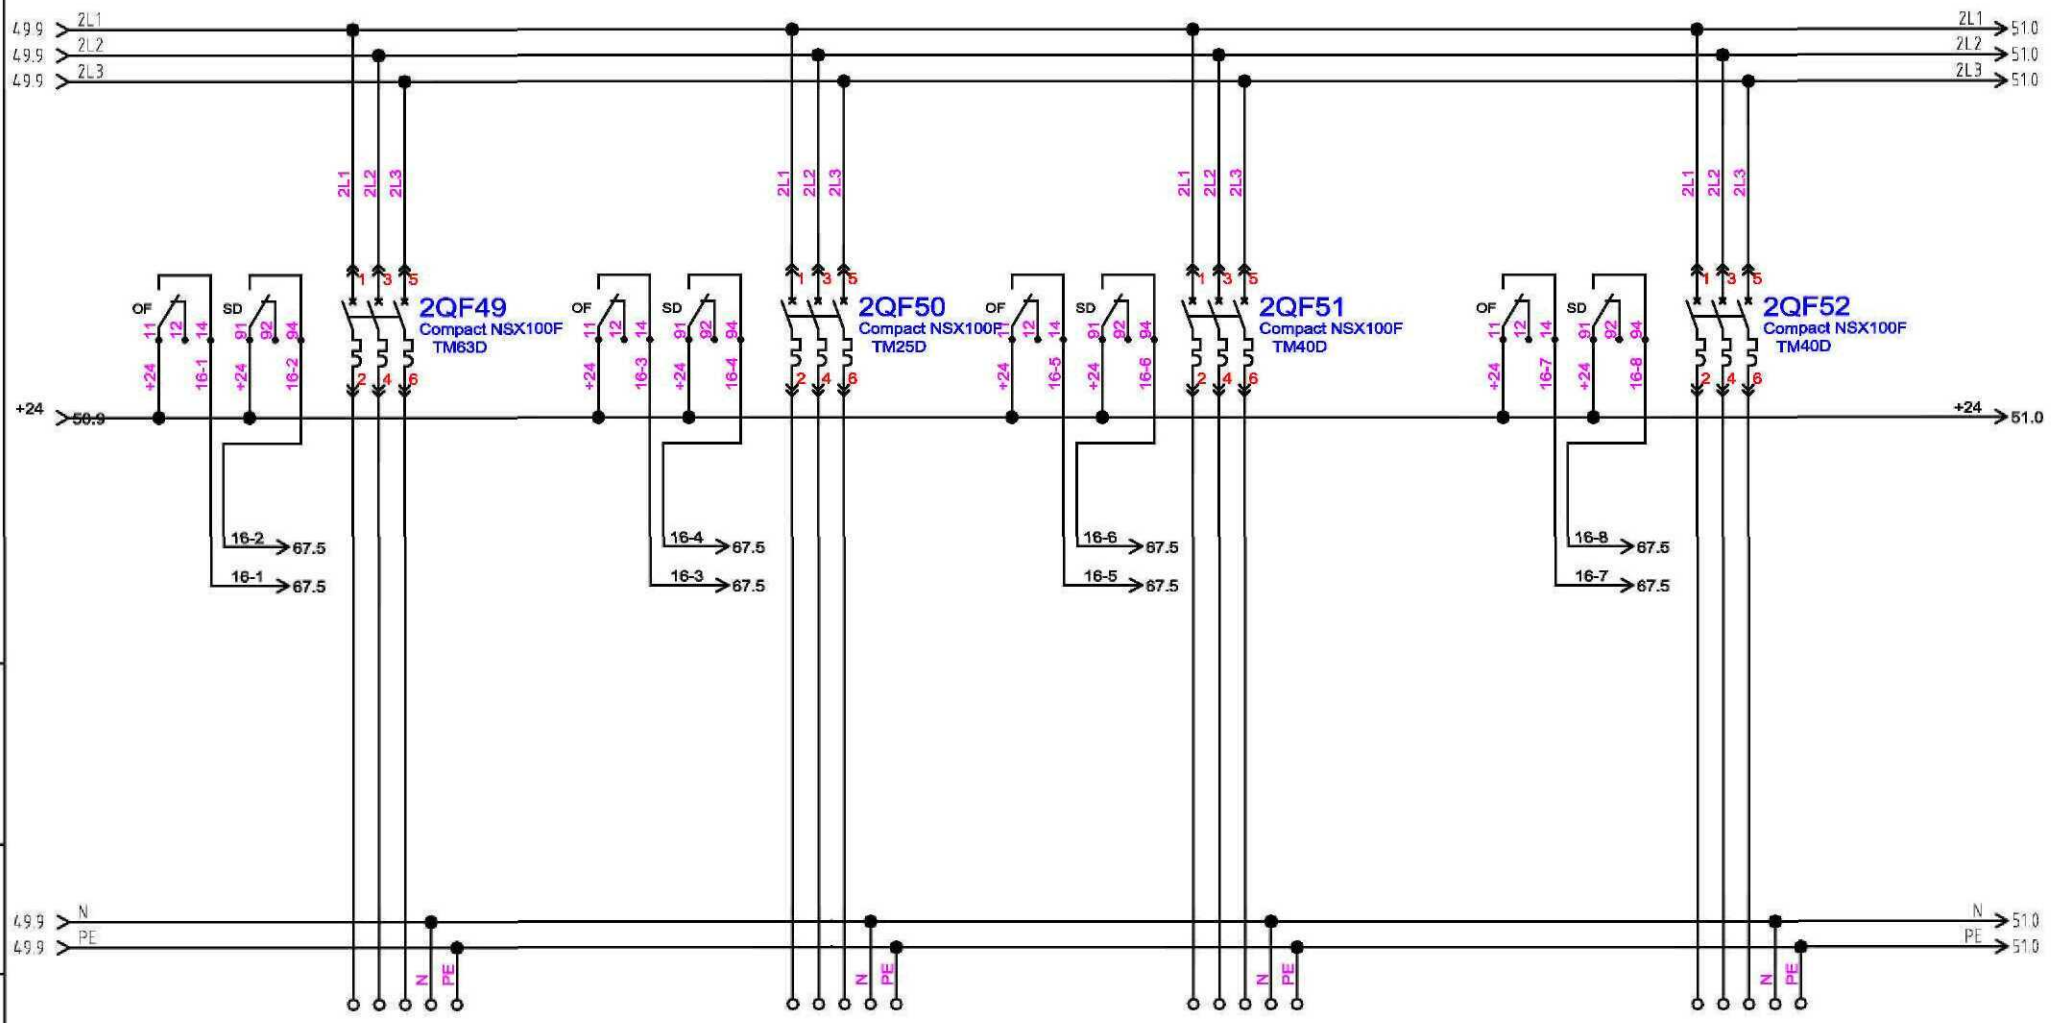 49.9 2L1 2L1 51.0
49.9 2L2 2L2 51.0
49.9 2L3 2L3 51.0
2L1 2L2 2L3 2L1 2L2 2L3 2L1 2L2 2L3 2L1 2L2 2L3
1 3 5 1 3 5 1 3 5 1 3 5
OF SD 2QF49 OF SD 2QF50 OF SD 2QF51 OF SD 2QF52
Compact NSX100F Compact NSX100F Compact NSX100F Compact NSX100F
11 12 14 91 92 94 11 12 14 91 92 94 11 12 14 91 92 94 11 12 14 91 92 94
TM63D TM25D TM40D TM40D
+24 16-1 +24 16-2 +24 16-3 +24 16-4 +24 16-5 +24 16-6 +24 16-7 +24 16-8
2 4 6 2 4 6 2 4 6 2 4 6
+24 50.9 +24 51.0
16-2 67.5 16-4 67.5 16-6 67.5 16-8 67.5
16-1 67.5 16-3 67.5 16-5 67.5 16-7 67.5
49.9 N N 51.0
49.9 PE PE 51.0
N PE N PE N PE N PE